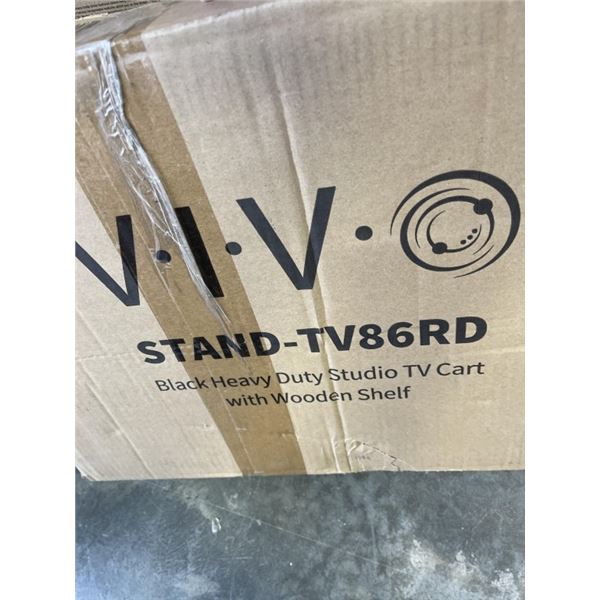 V·I·V·O
STAND-TV86RD
Black Heavy Duty Studio TV Cart
with Wooden Shelf